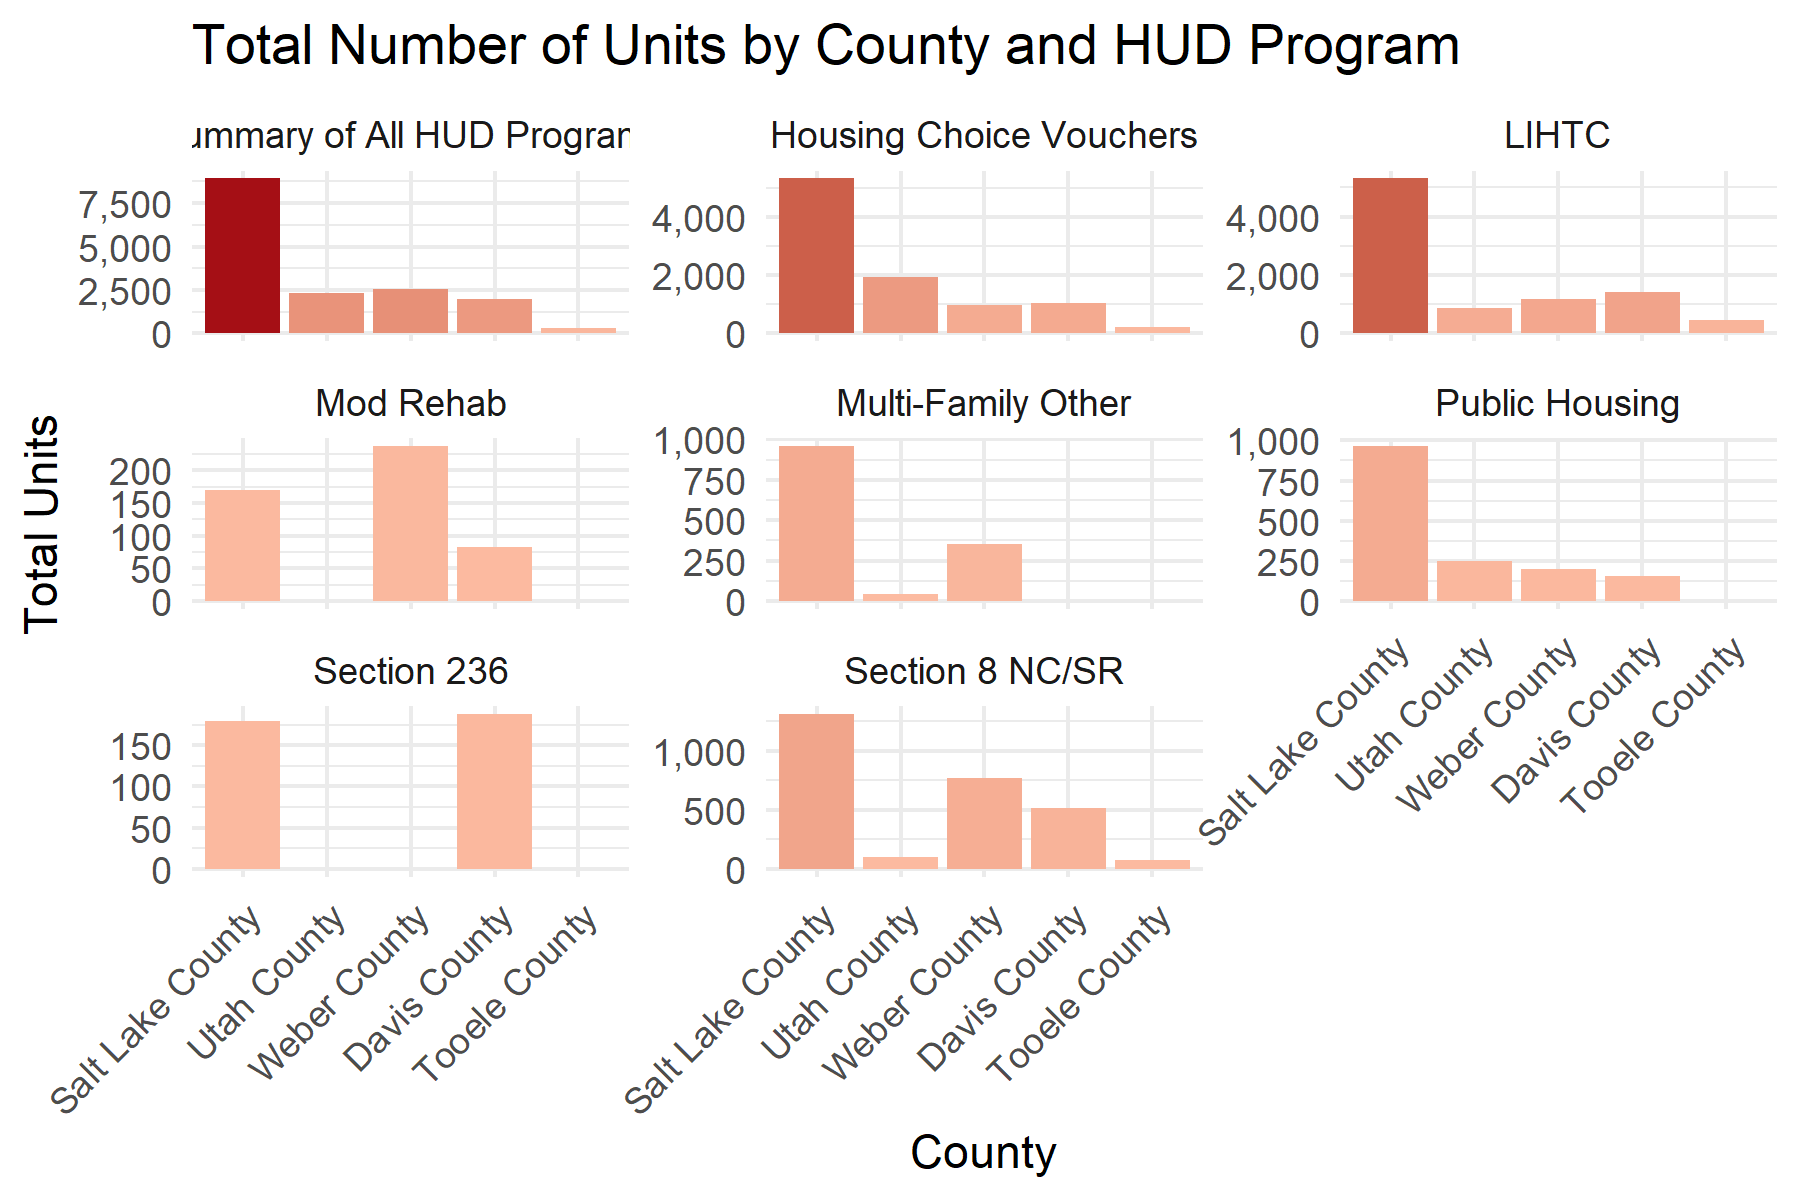 Total Number of Units by County and HUD Program
ummary of All HUD Program
Housing Choice Vouchers
LIHTC
7,500
5,000
2,500
0
4,000
2,000
0
4,000
2,000
0
Mod Rehab
Multi-Family Other
Public Housing
200
150
100
50
0
1,000
750
500
250
0
1,000
750
500
250
0
Total Units
Section 236
Section 8 NC/SR
150
100
50
0
1,000
500
0
Salt Lake County
Utah County
Weber County
Davis County
Tooele County
Salt Lake County
Utah County
Weber County
Davis County
Tooele County
Salt Lake County
Utah County
Weber County
Davis County
Tooele County
County